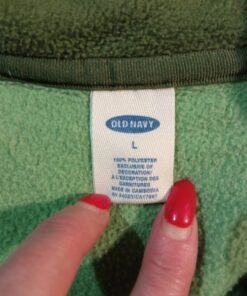 OLD NAVY
L
100% POLYESTER
EXCLUSIVE OF
DECORATION/
À L'EXCEPTION DES
GARNITURES
MADE IN CAMBODIA